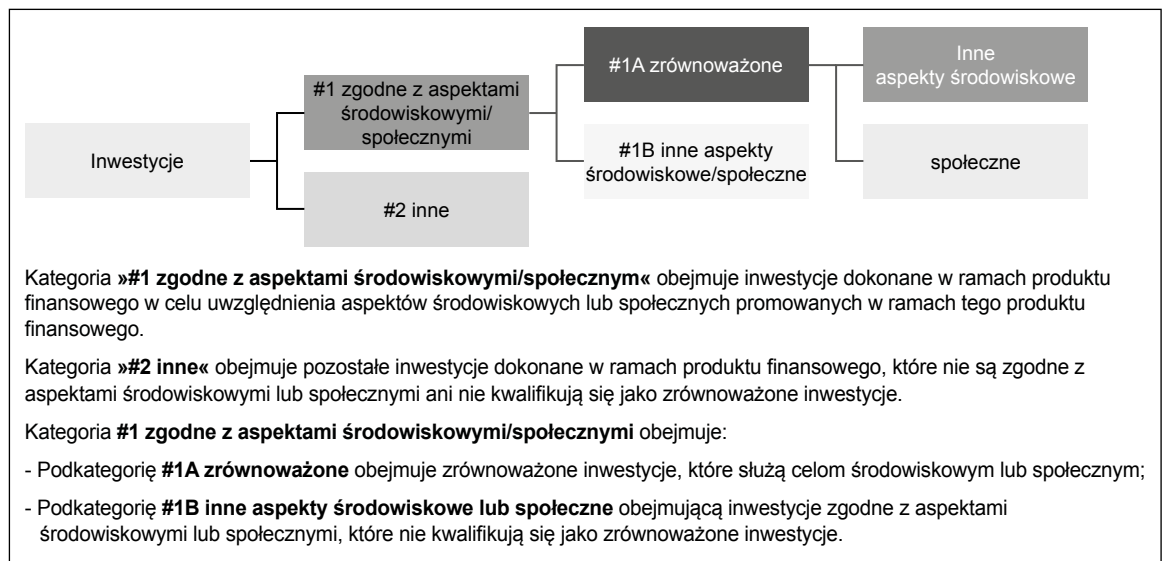 Inwestycje
#1 zgodne z aspektami
środowiskowymi/
społecznymi
#2 inne
#1A zrównoważone
#1B inne aspekty
środowiskowe/społeczne
Inne
aspekty środowiskowe
społeczne
Kategoria »#1 zgodne z aspektami środowiskowymi/społecznym« obejmuje inwestycje dokonane w ramach produktu
finansowego w celu uwzględnienia aspektów środowiskowych lub społecznych promowanych w ramach tego produktu
finansowego.
Kategoria »#2 inne« obejmuje pozostałe inwestycje dokonane w ramach produktu finansowego, które nie są zgodne z
aspektami środowiskowymi lub społecznymi ani nie kwalifikują się jako zrównoważone inwestycje.
Kategoria #1 zgodne z aspektami środowiskowymi/społecznymi obejmuje:
- Podkategorię #1A zrównoważone obejmuje zrównoważone inwestycje, które służą celom środowiskowym lub społecznym;
- Podkategorię #1B inne aspekty środowiskowe lub społeczne obejmującą inwestycje zgodne z aspektami
środowiskowymi lub społecznymi, które nie kwalifikują się jako zrównoważone inwestycje.